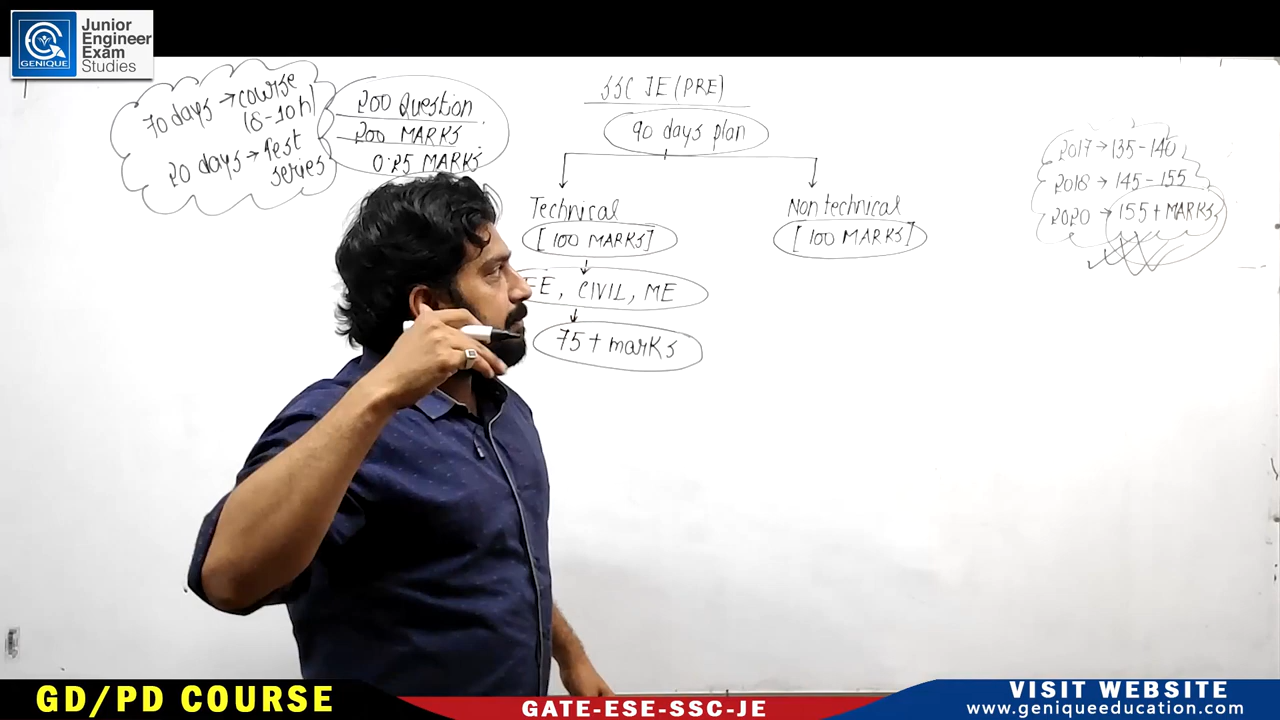 GENIQUE
Junior
Engineer
Exam
Studies
70 days → course
(8-10 h)
20 days → Test
series
200 Question
200 MARKS
0.25 MARKS
SSC JE (PRE)
90 days plan
Technical
[100 MARKS]
EE, CIVIL, ME
75+ marks
Non technical
[100 MARKS]
2017 → 135-140
2018 → 145-155
2020 → 155+ MARKS
GD/PD COURSE
GATE-ESE-SSC-JE
VISIT WEBSITE
www.geniqueeducation.com